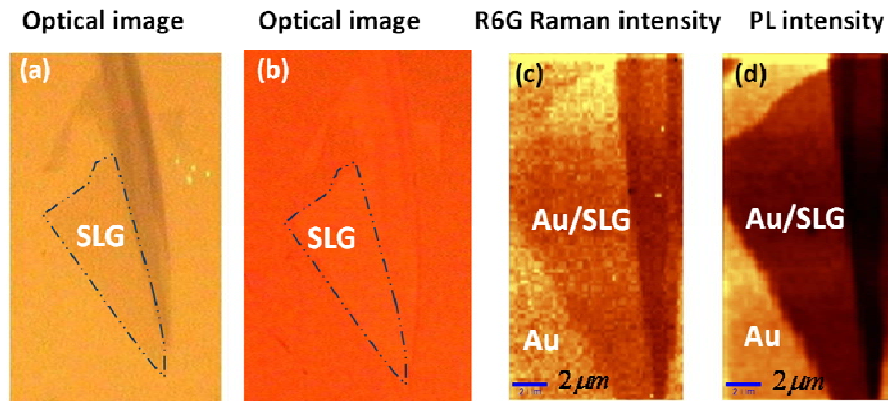 Optical image
Optical image
R6G Raman intensity
PL intensity
(a)
(b)
(c)
(d)
SLG
SLG
Au/SLG
Au/SLG
Au
Au
2 μm
2 μm